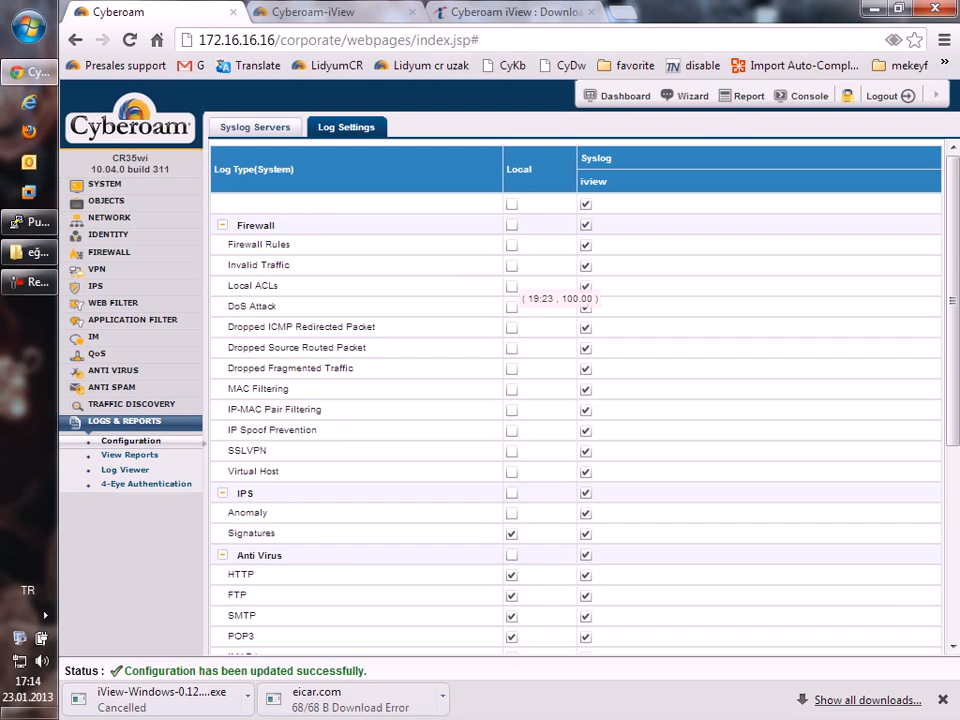 Cyberoam
Cyberoam-iView
Cyberoam iView : Downloa
172.16.16.16/corporate/webpages/index.jsp#
Presales support
G
Translate
LidyumCR
Lidyum cr uzak
CyKb
CyDw
favorite
TN
disable
Import Auto-Compl...
mekeyf
»
Cy...
Pu...
eğ...
Re...
TR
17:14
23.01.2013
Dashboard
Wizard
Report
Console
Logout
Cyberoam
CR35wi
10.04.0 build 311
SYSTEM
OBJECTS
NETWORK
IDENTITY
FIREWALL
VPN
IPS
WEB FILTER
APPLICATION FILTER
IM
QoS
ANTI VIRUS
ANTI SPAM
TRAFFIC DISCOVERY
LOGS & REPORTS
Configuration
View Reports
Log Viewer
4-Eye Authentication
Syslog Servers
Log Settings
Log Type(System)
Local
Syslog
iview
Firewall
Firewall Rules
Invalid Traffic
Local ACLs
( 19:23 , 100.00 )
DoS Attack
Dropped ICMP Redirected Packet
Dropped Source Routed Packet
Dropped Fragmented Traffic
MAC Filtering
IP-MAC Pair Filtering
IP Spoof Prevention
SSLVPN
Virtual Host
IPS
Anomaly
Signatures
Anti Virus
HTTP
FTP
SMTP
POP3
Status : Configuration has been updated successfully.
iView-Windows-0.12....exe
Cancelled
eicar.com
68/68 B Download Error
Show all downloads...